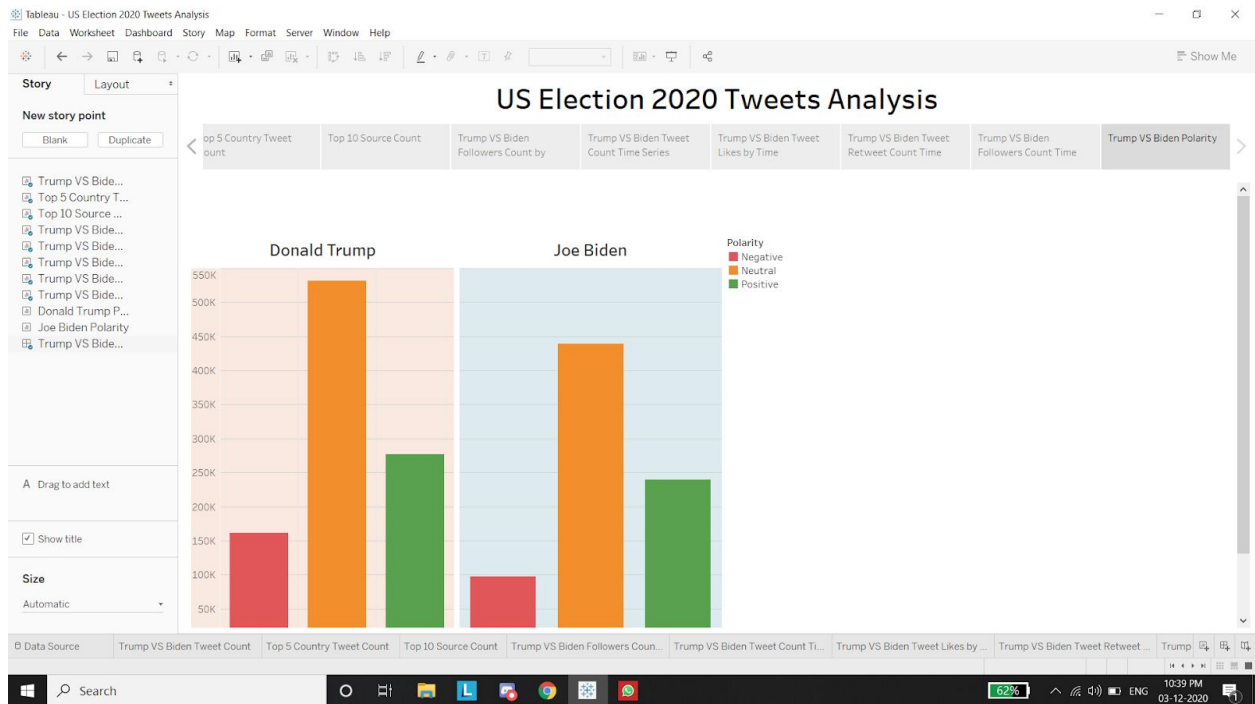 Tableau - US Election 2020 Tweets Analysis
File Data Worksheet Dashboard Story Map Format Server Window Help
Show Me
Story Layout
New story point
Blank Duplicate
Trump VS Bide...
Top 5 Country T...
Top 10 Source ...
Trump VS Bide...
Trump VS Bide...
Trump VS Bide...
Trump VS Bide...
Trump VS Bide...
Donald Trump P...
Joe Biden Polarity
Trump VS Bide...
A Drag to add text
Show title
Size
Automatic
US Election 2020 Tweets Analysis
op 5 Country Tweet
ount
Top 10 Source Count
Trump VS Biden
Followers Count by
Trump VS Biden Tweet
Count Time Series
Trump VS Biden Tweet
Likes by Time
Trump VS Biden Tweet
Retweet Count Time
Trump VS Biden
Followers Count Time
Trump VS Biden Polarity
Donald Trump
Joe Biden
Polarity
Negative
Neutral
Positive
550K
500K
450K
400K
350K
300K
250K
200K
150K
100K
50K
Data Source Trump VS Biden Tweet Count Top 5 Country Tweet Count Top 10 Source Count Trump VS Biden Followers Coun... Trump VS Biden Tweet Count Ti... Trump VS Biden Tweet Likes by ... Trump VS Biden Tweet Retweet ... Trump
Search
L
62%
ENG
10:39 PM
03-12-2020
1